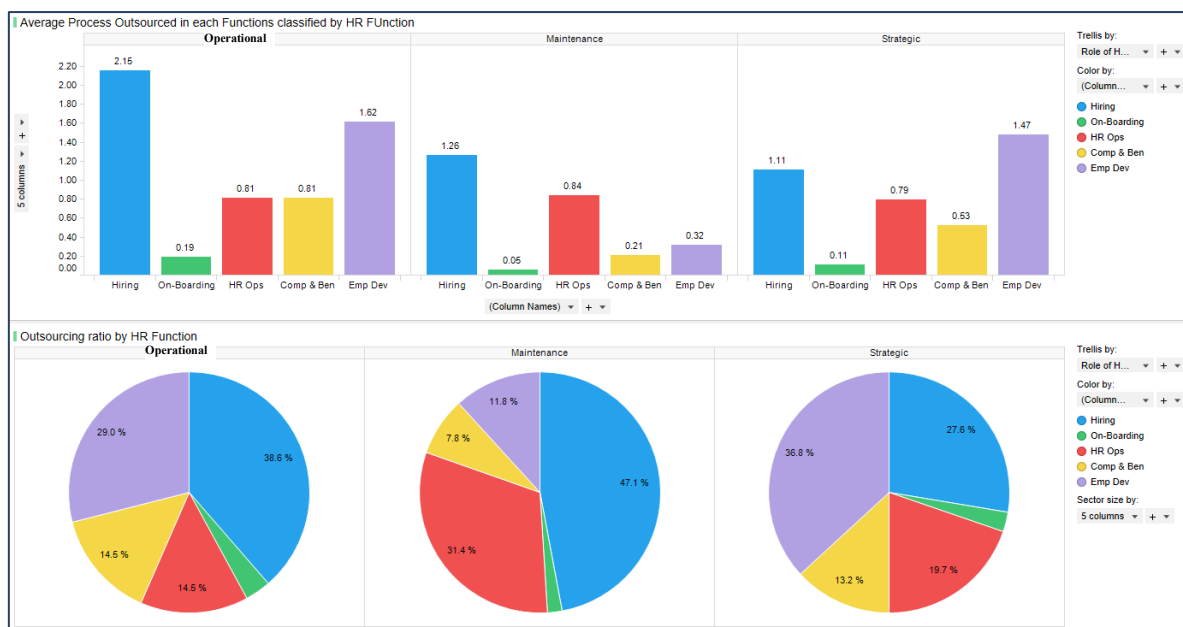 Average Process Outsourced in each Functions classified by HR FUnction
Operational
Maintenance
Strategic
2.20
2.00
1.80
1.60
1.40
1.20
1.00
0.80
0.60
0.40
0.20
0.00
5 columns
+
2.15
0.19
0.81
0.81
1.62
1.26
0.05
0.84
0.21
0.32
1.11
0.11
0.79
0.53
1.47
Hiring
On-Boarding
HR Ops
Comp & Ben
Emp Dev
Hiring
On-Boarding
HR Ops
Comp & Ben
Emp Dev
Hiring
On-Boarding
HR Ops
Comp & Ben
Emp Dev
(Column Names) +
Trellis by:
Role of H... +
Color by:
(Column... +
Hiring
On-Boarding
HR Ops
Comp & Ben
Emp Dev
Outsourcing ratio by HR Function
Operational
Maintenance
Strategic
29.0 %
38.6 %
14.5 %
14.5 %
11.8 %
7.8 %
47.1 %
31.4 %
36.8 %
27.6 %
13.2 %
19.7 %
Trellis by:
Role of H... +
Color by:
(Column... +
Hiring
On-Boarding
HR Ops
Comp & Ben
Emp Dev
Sector size by:
5 columns +